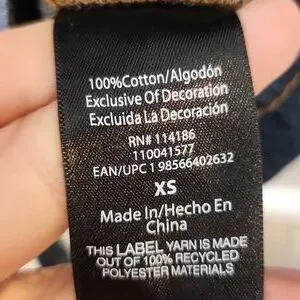 100%Cotton/Algodón
Exclusive Of Decoration
Excluida La Decoración
RN# 114186
110041577
EAN/UPC 1 98566402632
XS
Made In/Hecho En
China
THIS LABEL YARN IS MADE
OUT OF 100% RECYCLED
POLYESTER MATERIALS